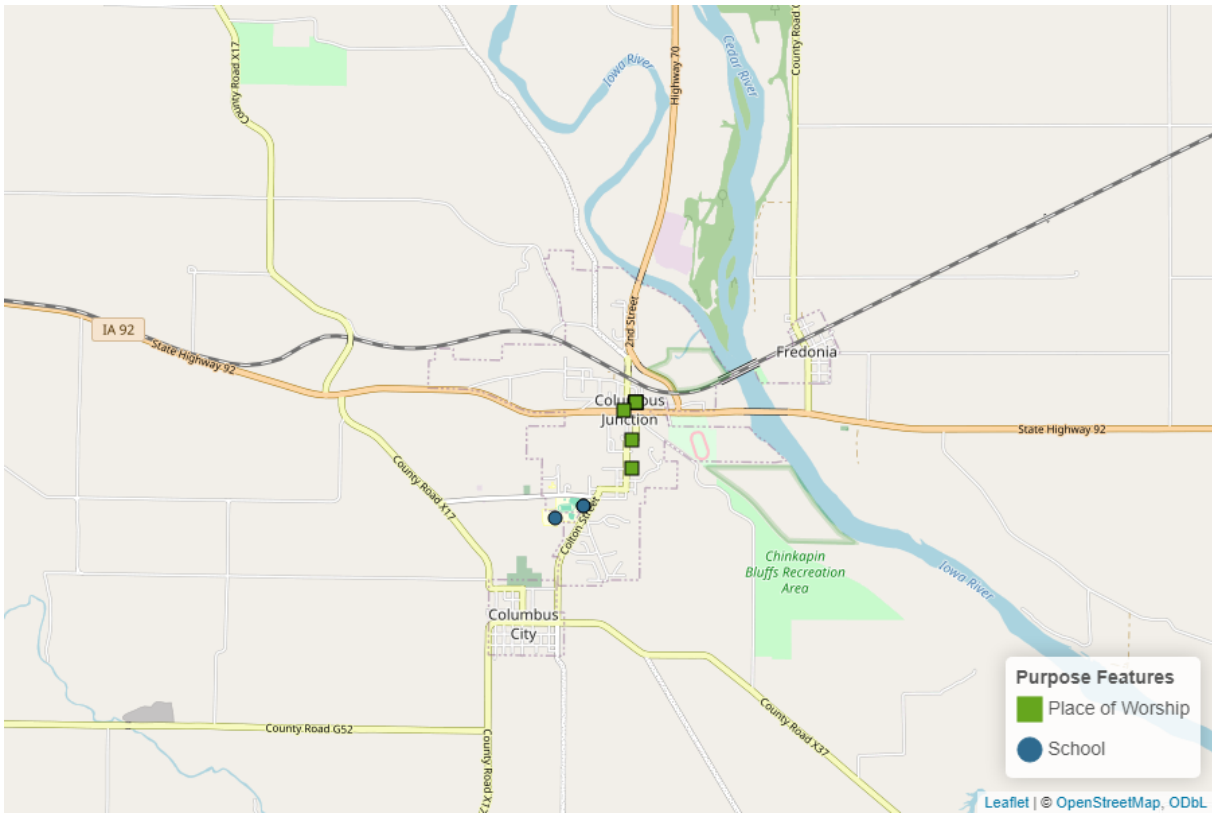 County Road X17
Iowa River
Cedar River
County Road
Highway 70
IA 92
State Highway 92
2nd Street
Fredonia
Columbus
Junction
State Highway 92
County Road X17
Colton Street
Chinkapin
Bluffs Recreation
Area
Iowa River
Columbus
City
County Road G52
County Road X17
County Road X37
Purpose Features
Place of Worship
School
Leaflet | © OpenStreetMap, ODbL